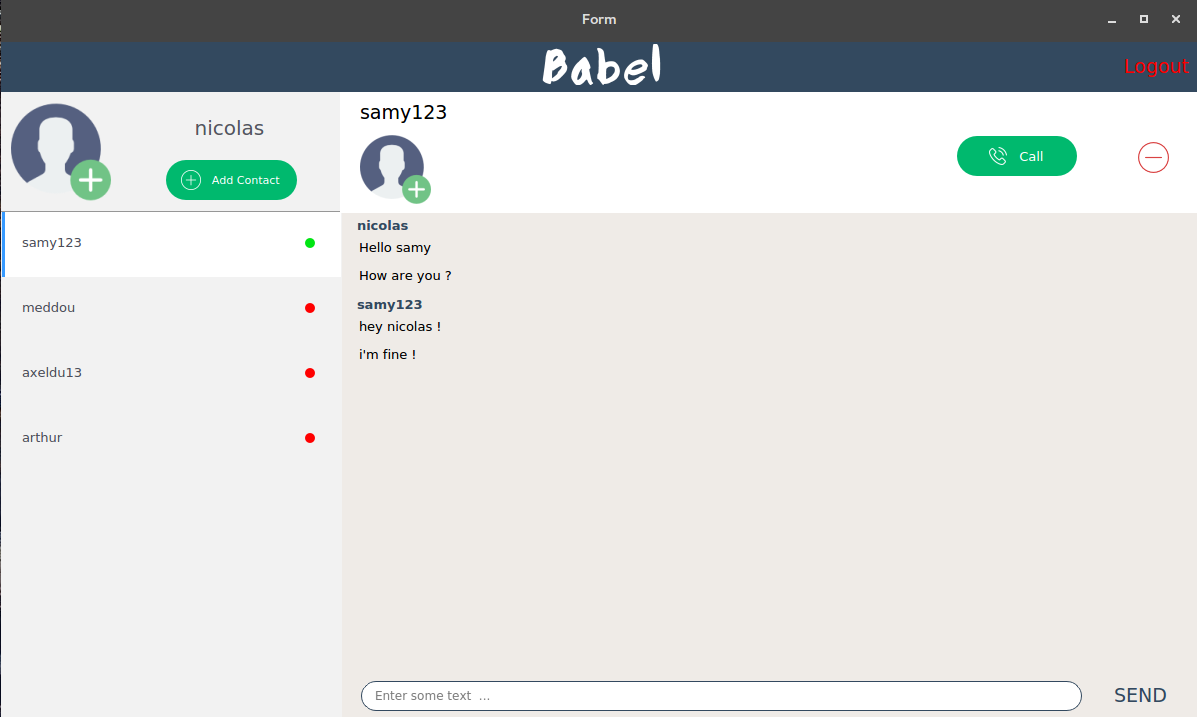 Form
Babel
Logout
nicolas
Add Contact
samy123
meddou
axeldu13
arthur
samy123
Call
nicolas
Hello samy
How are you ?
samy123
hey nicolas !
i'm fine !
Enter some text  ...
SEND